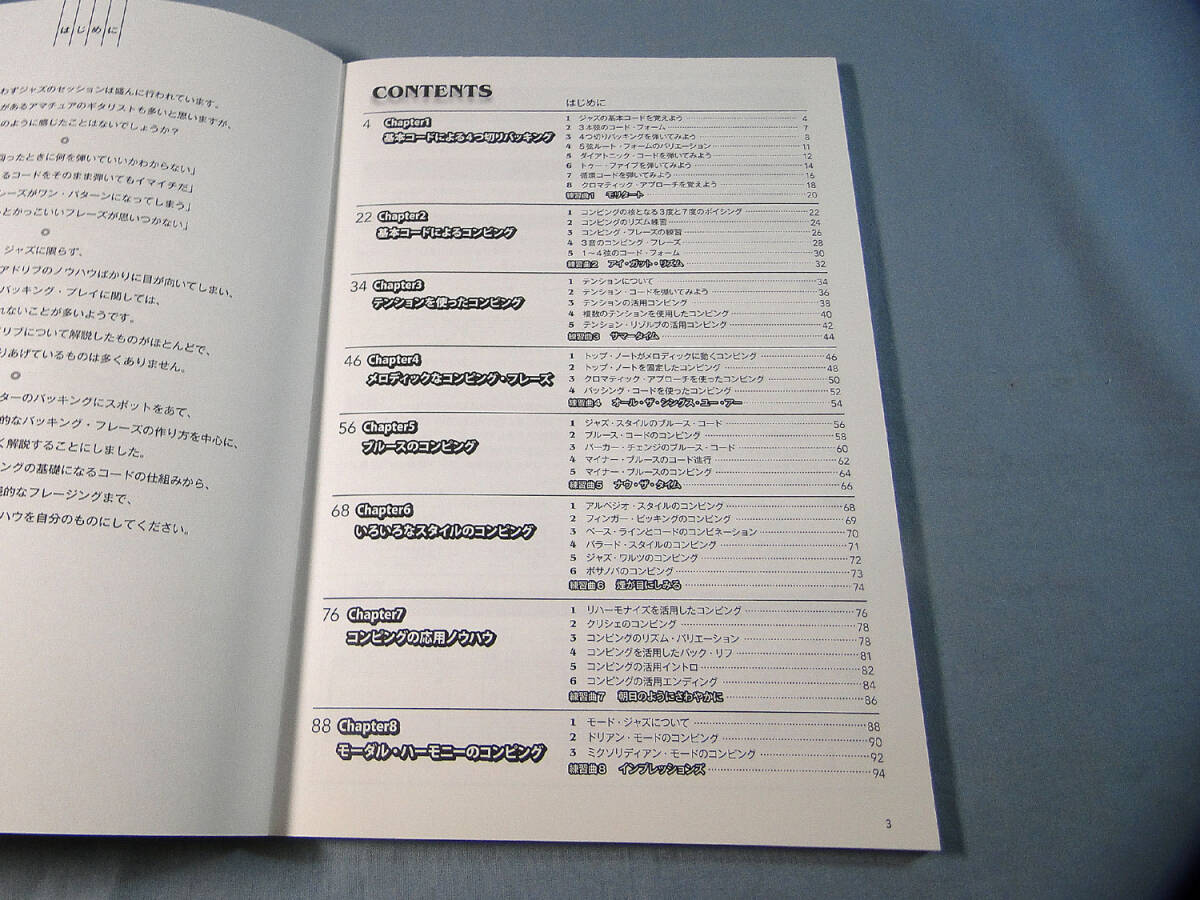 はじめに
わずジャズのセッションは盛んに行われています。
があるアマチュアのギタリストも多いと思いますが、
のように感じたことはないでしょうか？
◎
ったときに何を弾いていいかわからない」
るコードをそのまま弾いてもイマイチだ」
レーズがワン・パターンになってしまう」
とかっこいいフレーズが思いつかない」
◎
ジャズに限らず、
アドリブのノウハウばかりに目が向いてしまい、
バッキング・プレイに関しては、
れないことが多いようです。
リブについて解説したものがほとんどで、
りあげているものは多くありません。
◎
ターのバッキングにスポットをあて、
的なバッキング・フレーズの作り方を中心に、
く解説することにしました。
ングの基礎になるコードの仕組みから、
的なフレージングまで、
ハウを自分のものにしてください。
CONTENTS
はじめに
4 Chapter1
基本コードによる4つ切りバッキング
1 ジャズの基本コードを覚えよう 4
2 3本弦のコード・フォーム 7
3 4つ切りバッキングを弾いてみよう 8
4 5弦ルート・フォームのバリエーション 11
5 ダイアトニック・コードを弾いてみよう 12
6 トゥー・ファイブを弾いてみよう 14
7 循環コードを弾いてみよう 16
8 クロマティック・アプローチを覚えよう 18
練習曲1 モリタート 20
22 Chapter2
基本コードによるコンピング
1 コンピングの核となる3度と7度のボイシング 22
2 コンピングのリズム練習 24
3 コンピング・フレーズの練習 26
4 3音のコンピング・フレーズ 28
5 1〜4弦のコード・フォーム 30
練習曲2 アイ・ガット・リズム 32
34 Chapter3
テンションを使ったコンピング
1 テンションについて 34
2 テンション・コードを弾いてみよう 36
3 テンションの活用コンピング 38
4 複数のテンションを使用したコンピング 40
5 テンション・リゾルブの活用コンピング 42
練習曲3 サマータイム 44
46 Chapter4
メロディックなコンピング・フレーズ
1 トップ・ノートがメロディックに動くコンピング 46
2 トップ・ノートを固定したコンピング 48
3 クロマティック・アプローチを使ったコンピング 50
4 パッシング・コードを使ったコンピング 52
練習曲4 オール・ザ・シングス・ユー・アー 54
56 Chapter5
ブルースのコンピング
1 ジャズ・スタイルのブルース・コード 56
2 ブルース・コードのコンピング 58
3 パーカー・チェンジのブルース・コード 60
4 マイナー・ブルースのコード進行 62
5 マイナー・ブルースのコンピング 64
練習曲5 ナウ・ザ・タイム 66
68 Chapter6
いろいろなスタイルのコンピング
1 アルペジオ・スタイルのコンピング 68
2 フィンガー・ピッキングのコンピング 69
3 ベース・ラインとコードのコンビネーション 70
4 バラード・スタイルのコンピング 71
5 ジャズ・ワルツのコンピング 72
6 ボサノバのコンピング 73
練習曲6 煙が目にしみる 74
76 Chapter7
コンピングの応用ノウハウ
1 リハーモナイズを活用したコンピング 76
2 クリシェのコンピング 78
3 コンピングのリズム・バリエーション 78
4 コンピングを活用したバック・リフ 81
5 コンピングの活用イントロ 82
6 コンピングの活用エンディング 84
練習曲7 朝日のようにさわやかに 86
88 Chapter8
モーダル・ハーモニーのコンピング
1 モード・ジャズについて 88
2 ドリアン・モードのコンピング 90
3 ミクソリディアン・モードのコンピング 92
練習曲8 インプレッションズ 94
3